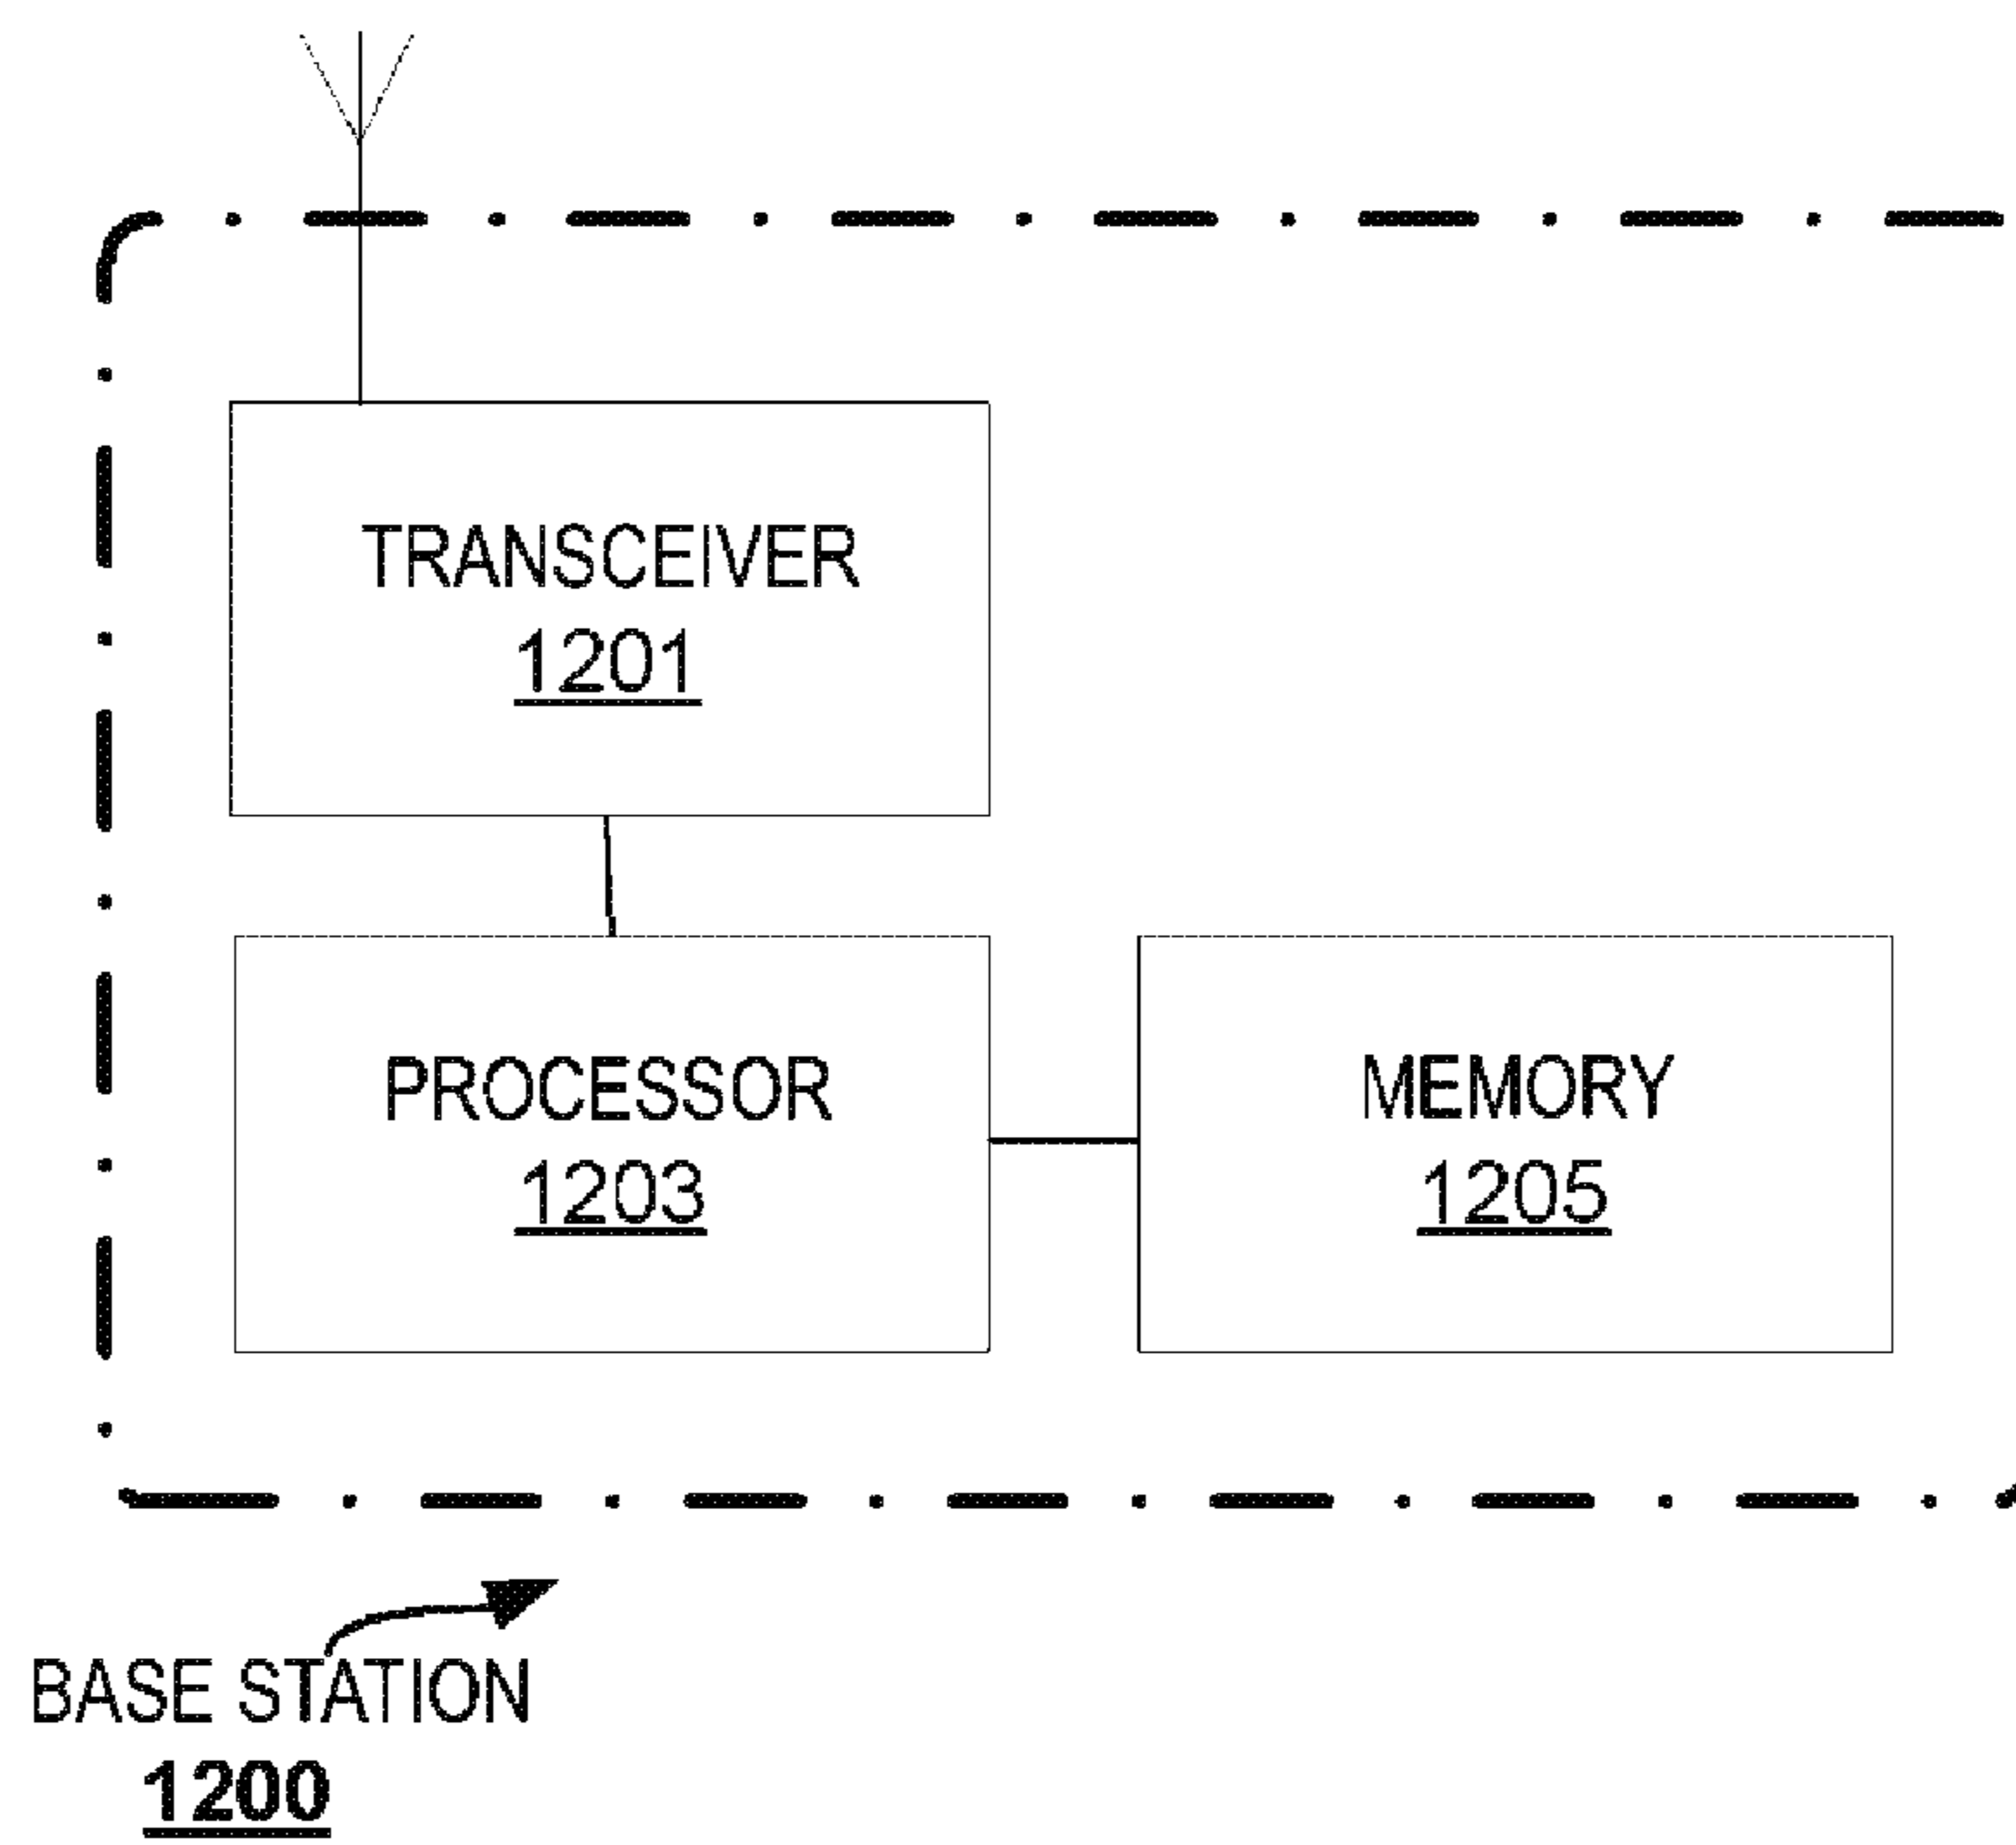 TRANSCEIVER
1201
PROCESSOR
1203
MEMORY
1205
BASE STATION
1200